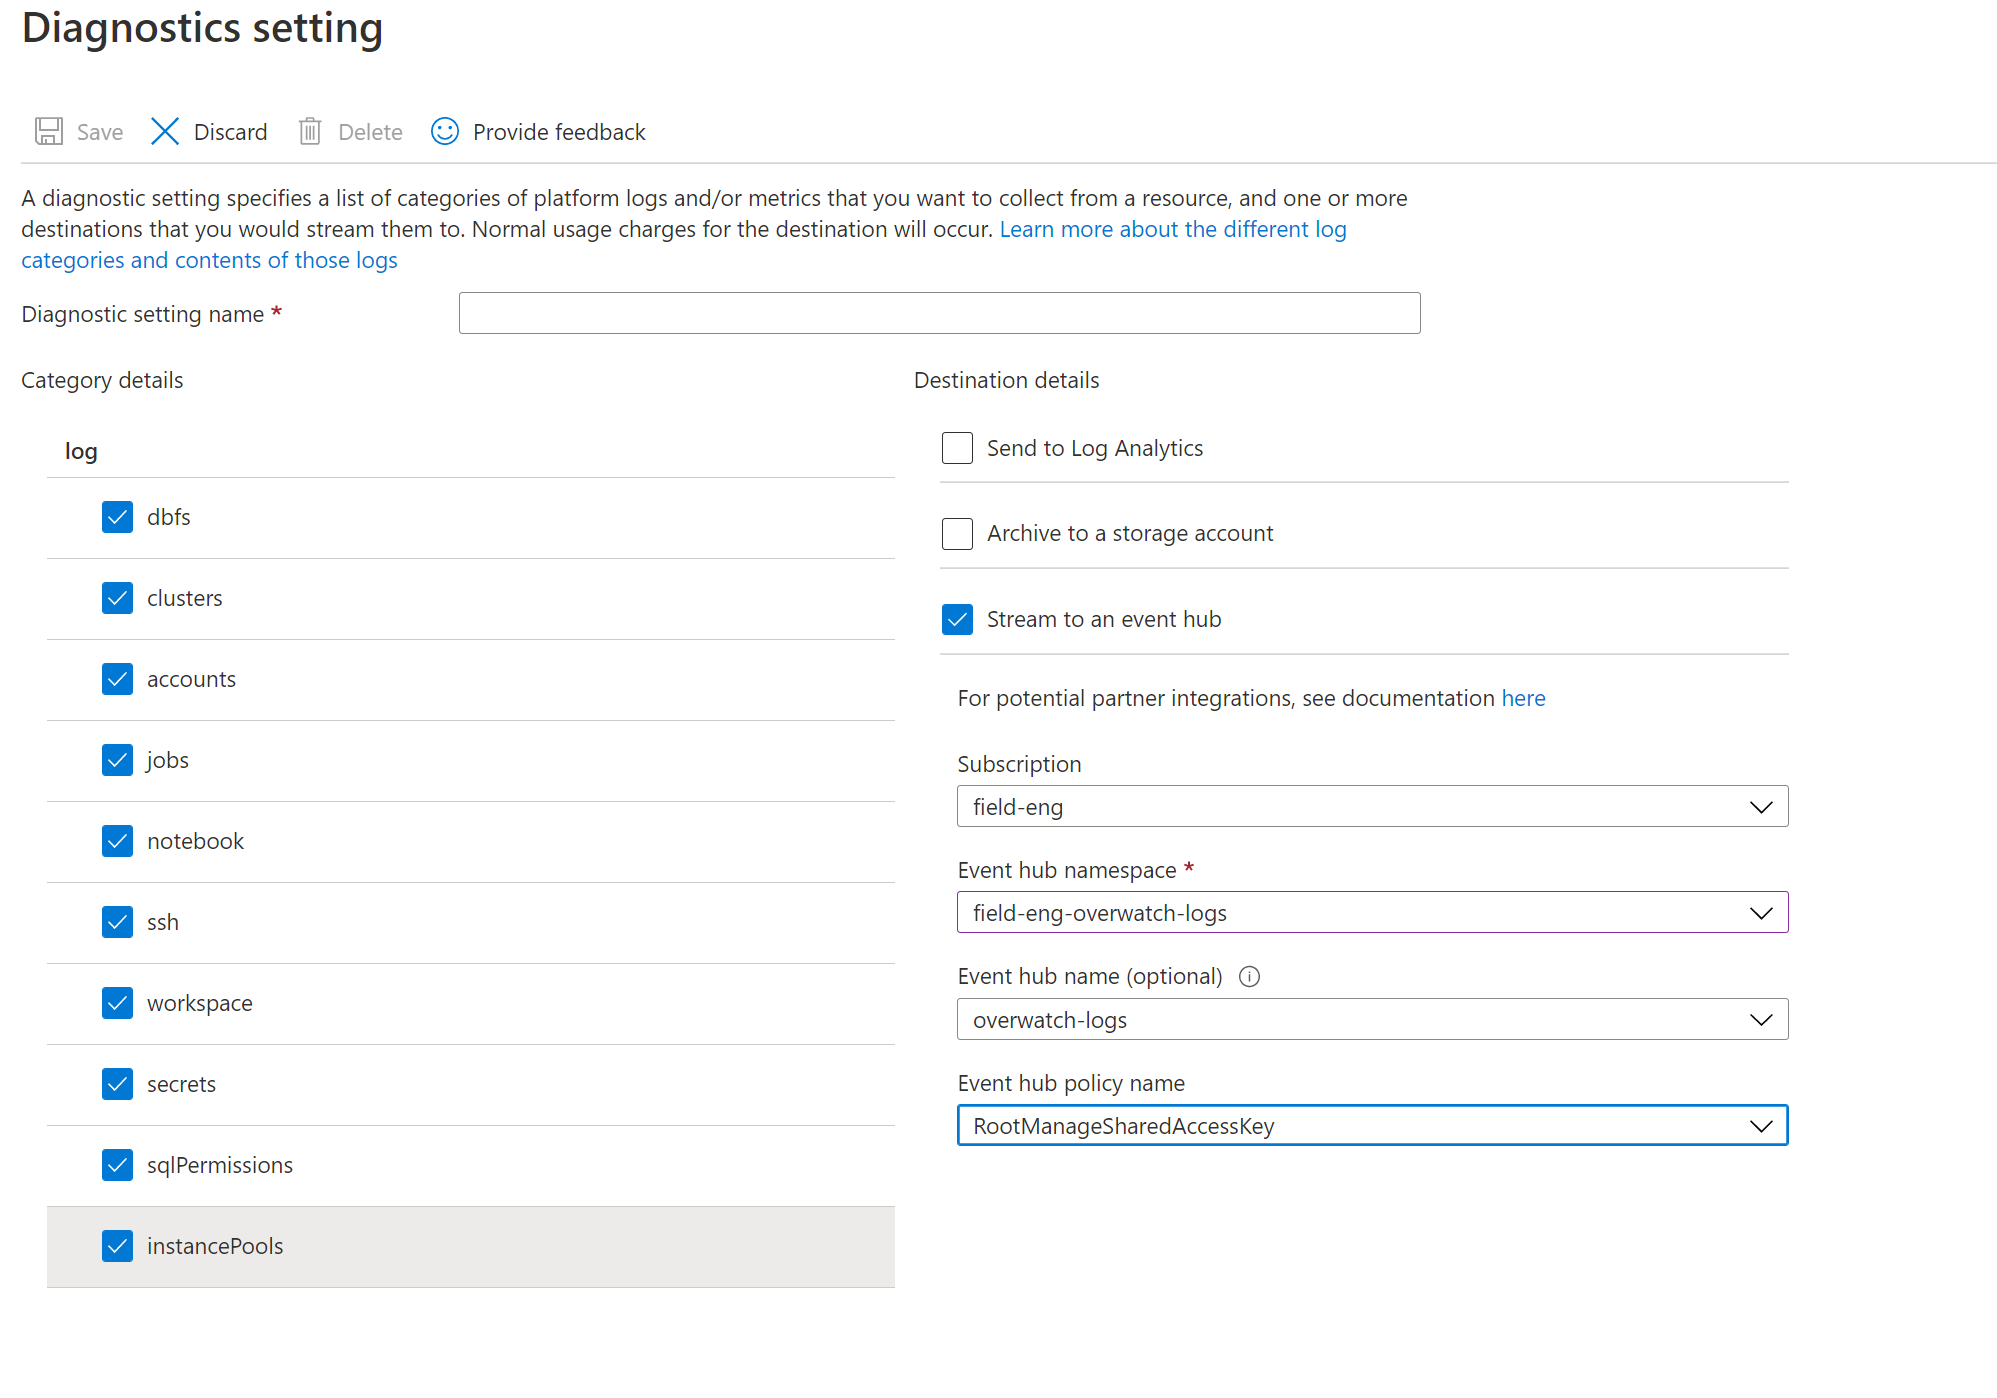 Diagnostics setting
Save Discard Delete Provide feedback
A diagnostic setting specifies a list of categories of platform logs and/or metrics that you want to collect from a resource, and one or more
destinations that you would stream them to. Normal usage charges for the destination will occur. Learn more about the different log
categories and contents of those logs
Diagnostic setting name *
Category details
log
dbfs
clusters
accounts
jobs
notebook
ssh
workspace
secrets
sqlPermissions
instancePools
Destination details
Send to Log Analytics
Archive to a storage account
Stream to an event hub
For potential partner integrations, see documentation here
Subscription
field-eng
Event hub namespace *
field-eng-overwatch-logs
Event hub name (optional)
overwatch-logs
Event hub policy name
RootManageSharedAccessKey